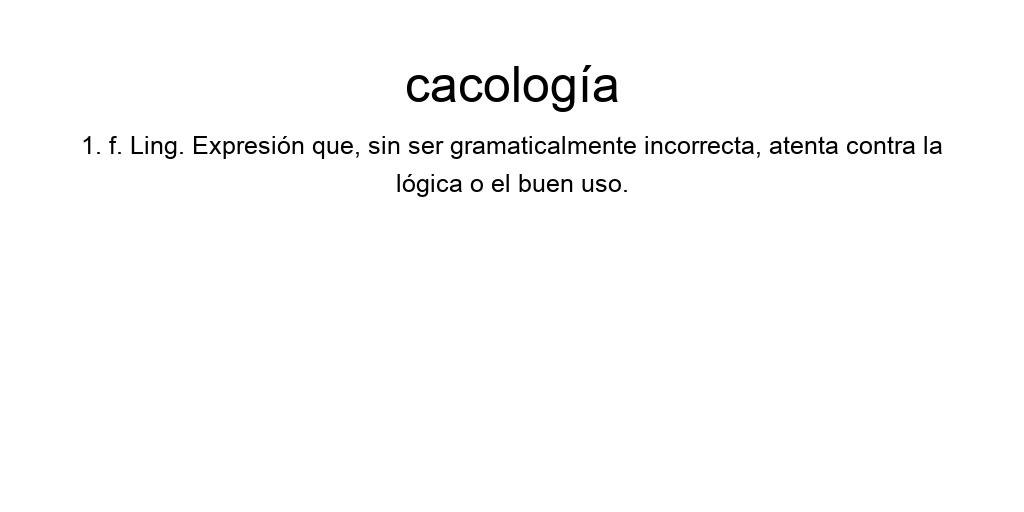 cacología
1. f. Ling. Expresión que, sin ser gramaticalmente incorrecta, atenta contra la
lógica o el buen uso.